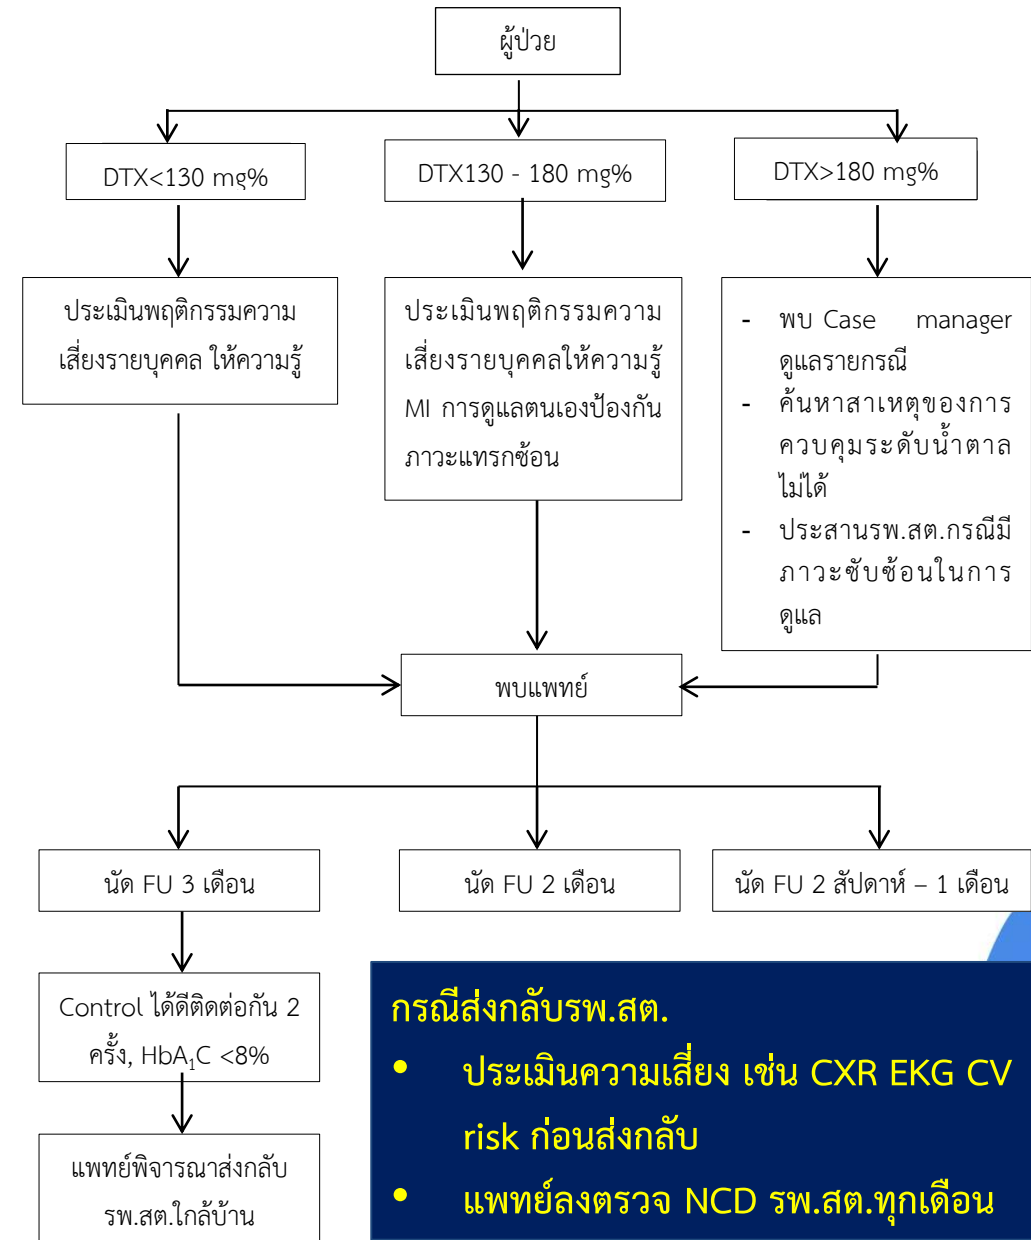 ผู้ป่วย
DTX<130 mg%
DTX130 - 180 mg%
DTX>180 mg%
ประเมินพฤติกรรมความ
เสี่ยงรายบุคคล ให้ความรู้
ประเมินพฤติกรรมความ
เสี่ยงรายบุคคลให้ความรู้
MI การดูแลตนเองป้องกัน
ภาวะแทรกซ้อน
- พบ Case manager
ดูแลรายกรณี
- ค้นหาสาเหตุของการ
ควบคุมระดับน้ำตาล
ไม่ได้
- ประสานรพ.สต.กรณีมี
ภาวะซับซ้อนในการ
ดูแล
พบแพทย์
นัด FU 3 เดือน
นัด FU 2 เดือน
นัด FU 2 สัปดาห์ – 1 เดือน
Control ได้ดีติดต่อกัน 2
ครั้ง, HbA₁C <8%
แพทย์พิจารณาส่งกลับ
รพ.สต.ใกล้บ้าน
กรณีส่งกลับรพ.สต.
• ประเมินความเสี่ยง เช่น CXR EKG CV
risk ก่อนส่งกลับ
• แพทย์ลงตรวจ NCD รพ.สต.ทุกเดือน